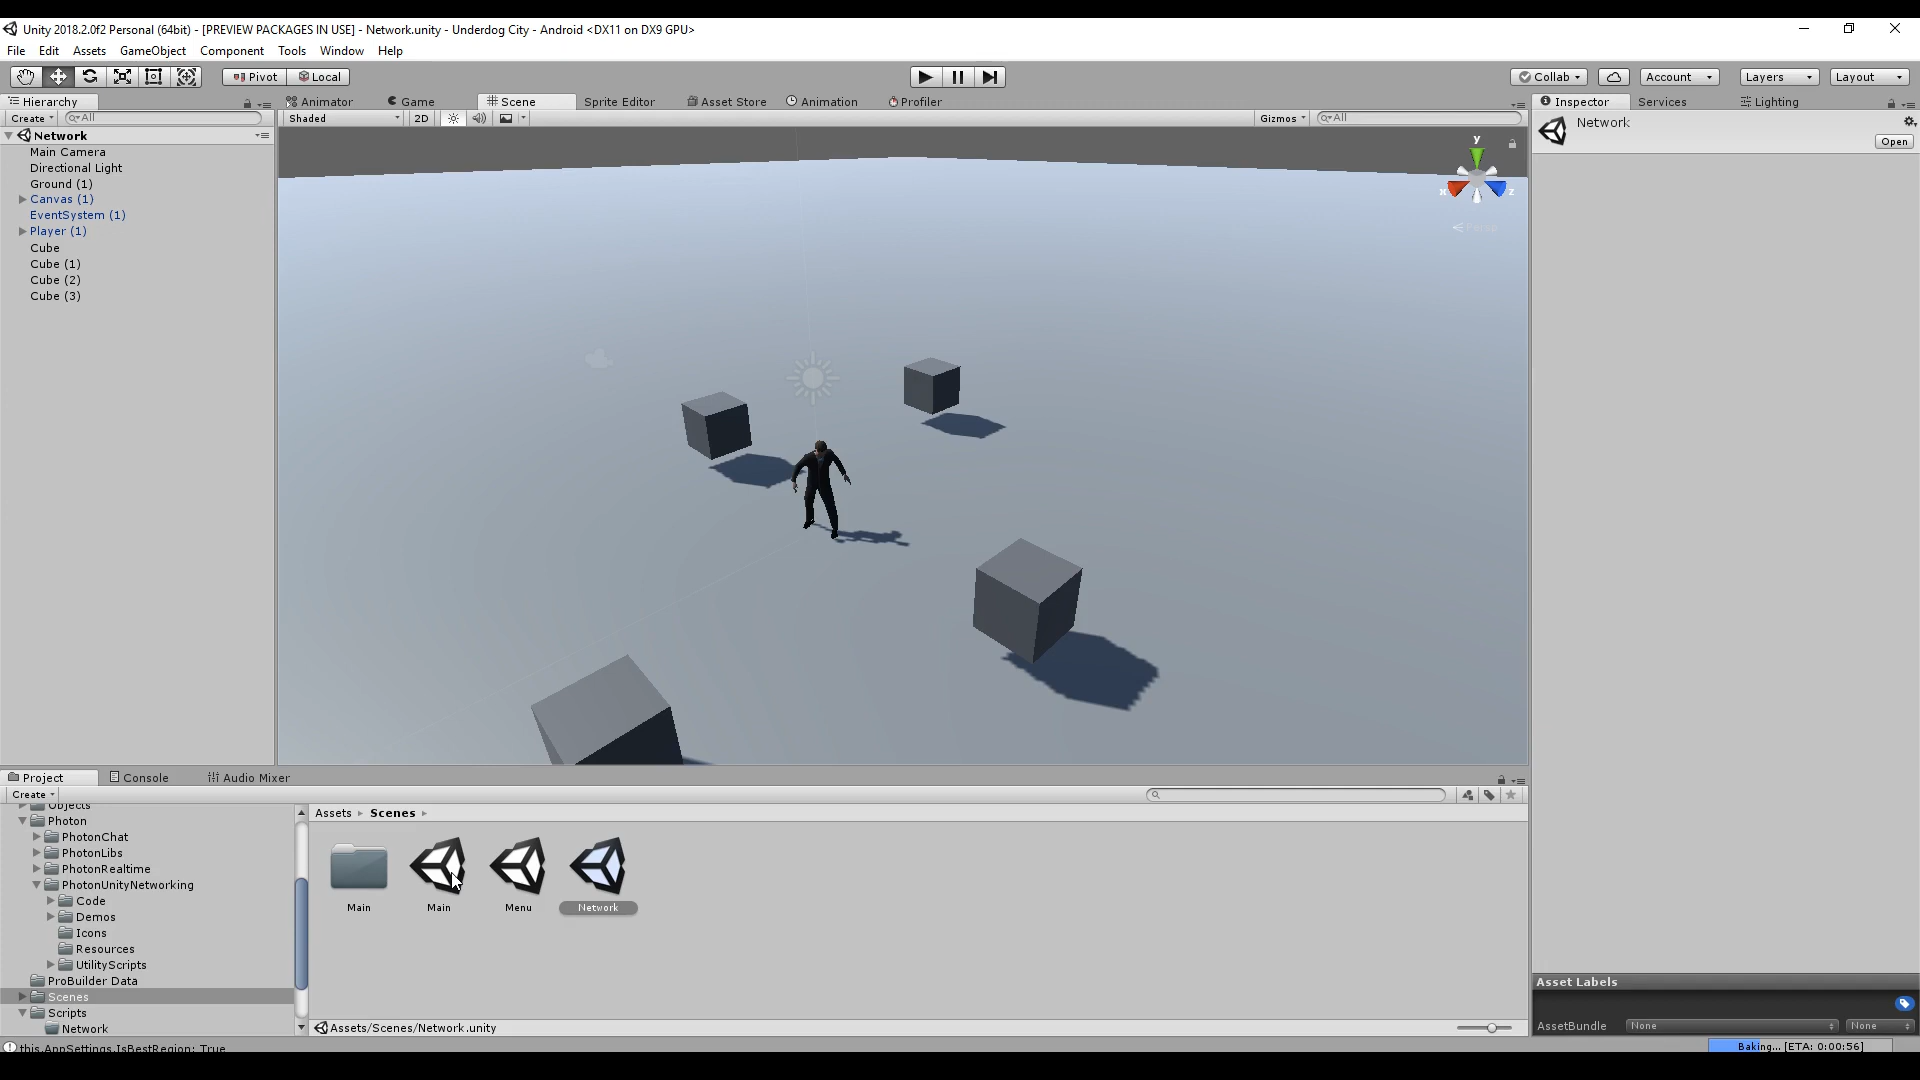 Unity 2018.2.0f2 Personal (64bit) - [PREVIEW PACKAGES IN USE] - Network.unity - Underdog City - Android <DX11 on DX9 GPU>
File Edit Assets GameObject Component Tools Window Help
Pivot Local Collab Account Layers Layout
Hierarchy Animator Game Scene Sprite Editor Asset Store Animation Profiler Inspector Services Lighting
Create All Shaded 2D Gizmos All
Network
Open
Network
Main Camera
Directional Light
Ground (1)
Canvas (1)
EventSystem (1)
Player (1)
Cube
Cube (1)
Cube (2)
Cube (3)
y
x z
Persp
Project Console Audio Mixer
Create
Objects
Photon
PhotonChat
PhotonLibs
PhotonRealtime
PhotonUnityNetworking
Code
Demos
Icons
Resources
UtilityScripts
ProBuilder Data
Scenes
Scripts
Network
Assets Scenes
Main Main Menu Network
Assets/Scenes/Network.unity
Asset Labels
AssetBundle None None
this.AppSettings.IsBestRegion: True
Baking... [ETA: 0:00:56]